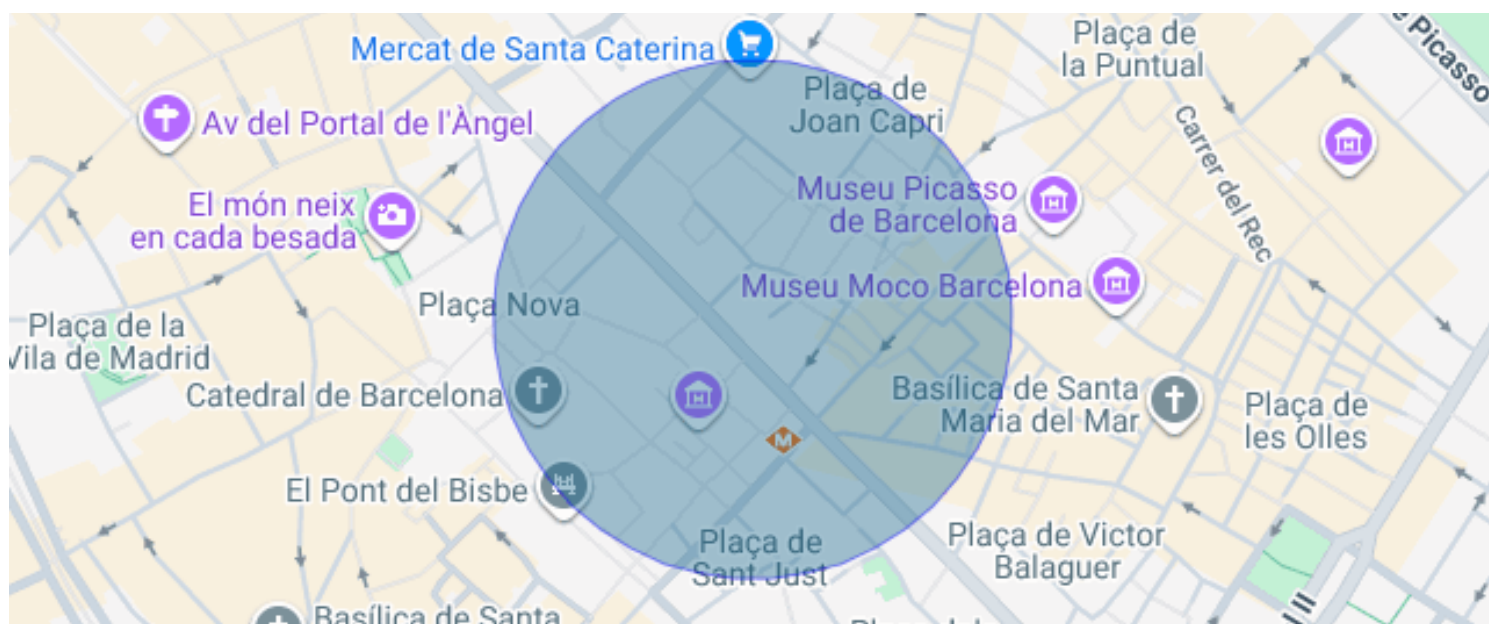 Mercat de Santa Caterina
Plaça de
la Puntual
e Picasso
Av del Portal de l'Àngel
Plaça de
Joan Capri
Carrer del Rec
El món neix
en cada besada
Museu Picasso
de Barcelona
Museu Moco Barcelona
Plaça Nova
Plaça de la
Vila de Madrid
Catedral de Barcelona
M
Basílica de Santa
Maria del Mar
Plaça de
les Olles
El Pont del Bisbe
Plaça de
Sant Just
Plaça de Victor
Balaguer
Basílica de Santa